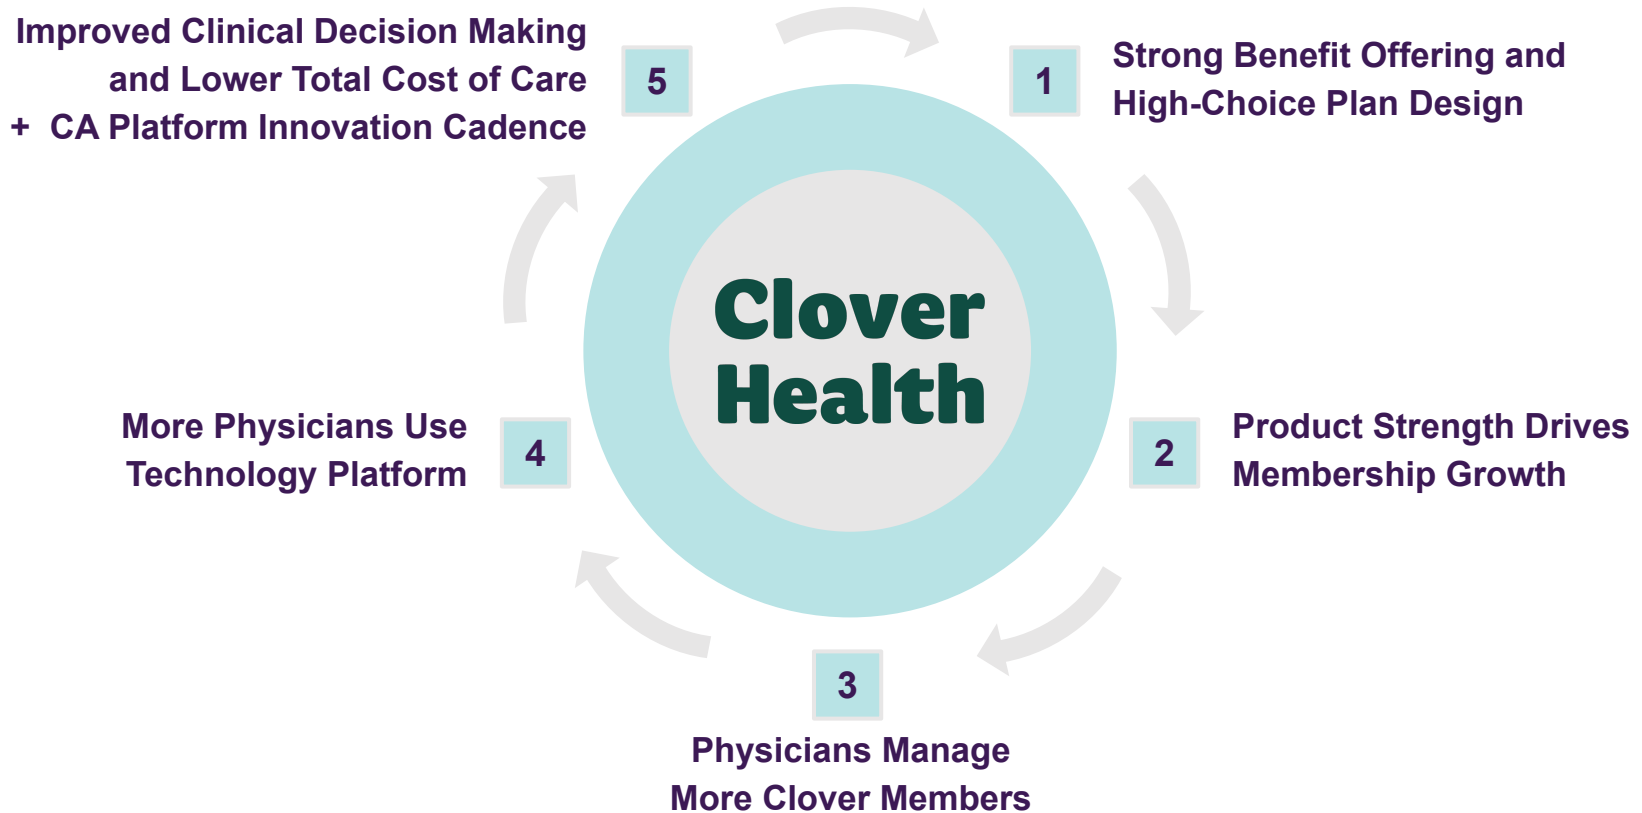 1
Strong Benefit Offering and
High-Choice Plan Design
2
Product Strength Drives
Membership Growth
3
Physicians Manage
More Clover Members
4
More Physicians Use
Technology Platform
5
Improved Clinical Decision Making
and Lower Total Cost of Care
+ CA Platform Innovation Cadence
Clover
Health